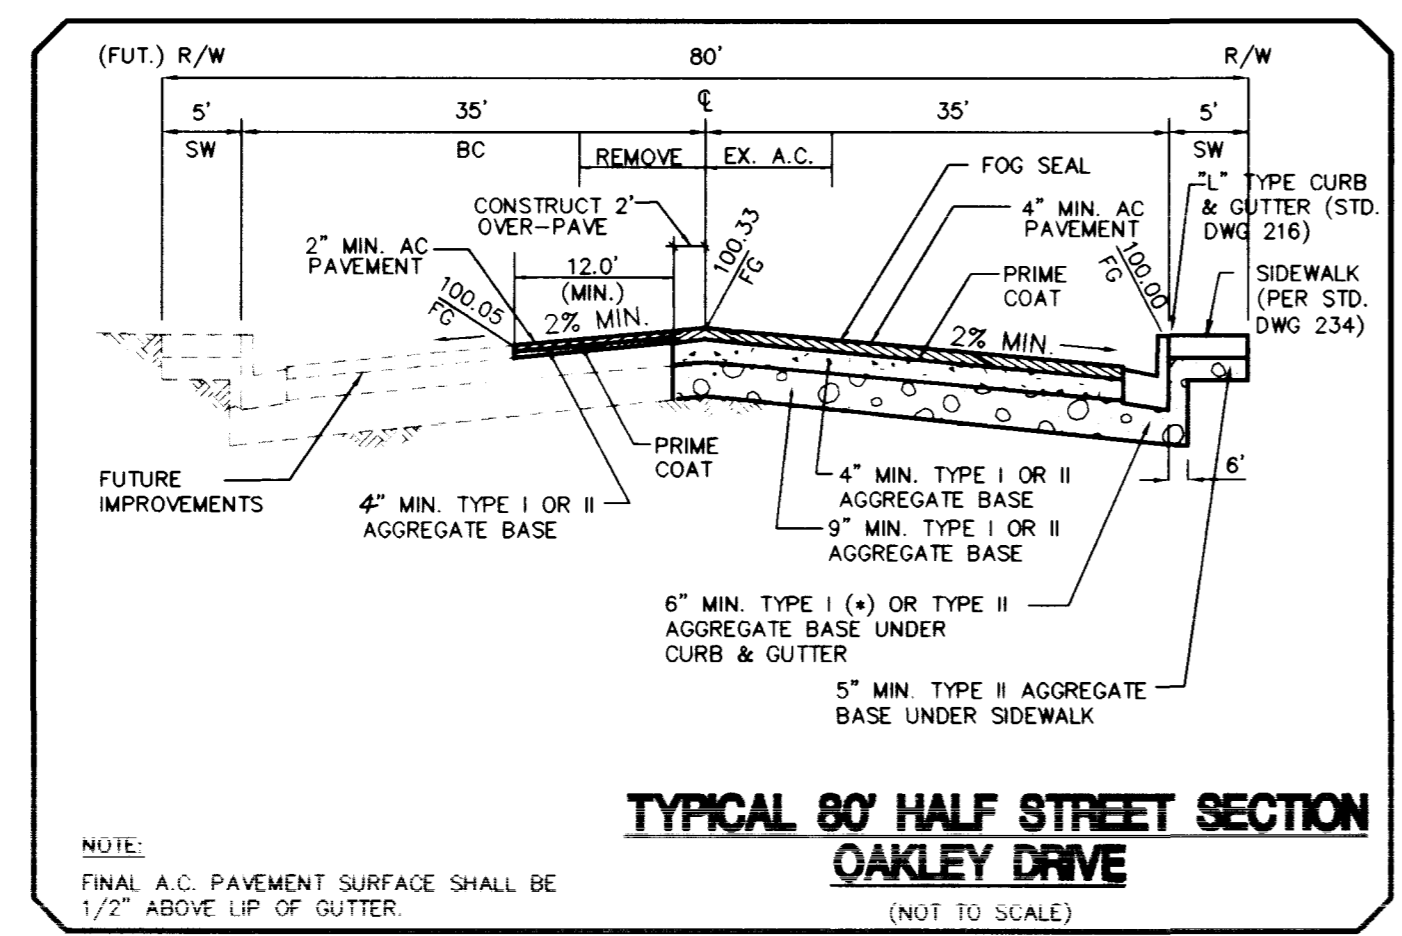 (FUT.) R/W
80'
R/W
5'
35'
℄
35'
5'
SW
BC
REMOVE
EX. A.C.
SW
FOG SEAL
"L" TYPE CURB
& GUTTER (STD.
DWG 216)
CONSTRUCT 2'
OVER-PAVE
4" MIN. AC
PAVEMENT
2" MIN. AC
PAVEMENT
100.33
FG
100.00
FG
12.0'
(MIN.)
PRIME
COAT
SIDEWALK
(PER STD.
DWG 234)
100.05
FG
2% MIN.
2% MIN.
FUTURE
IMPROVEMENTS
PRIME
COAT
6'
4" MIN. TYPE I OR II
AGGREGATE BASE
4" MIN. TYPE I OR II
AGGREGATE BASE
9" MIN. TYPE I OR II
AGGREGATE BASE
6" MIN. TYPE I (*) OR TYPE II
AGGREGATE BASE UNDER
CURB & GUTTER
5" MIN. TYPE II AGGREGATE
BASE UNDER SIDEWALK
TYPICAL 80' HALF STREET SECTION
OAKLEY DRIVE
(NOT TO SCALE)
NOTE:
FINAL A.C. PAVEMENT SURFACE SHALL BE
1/2" ABOVE LIP OF GUTTER.